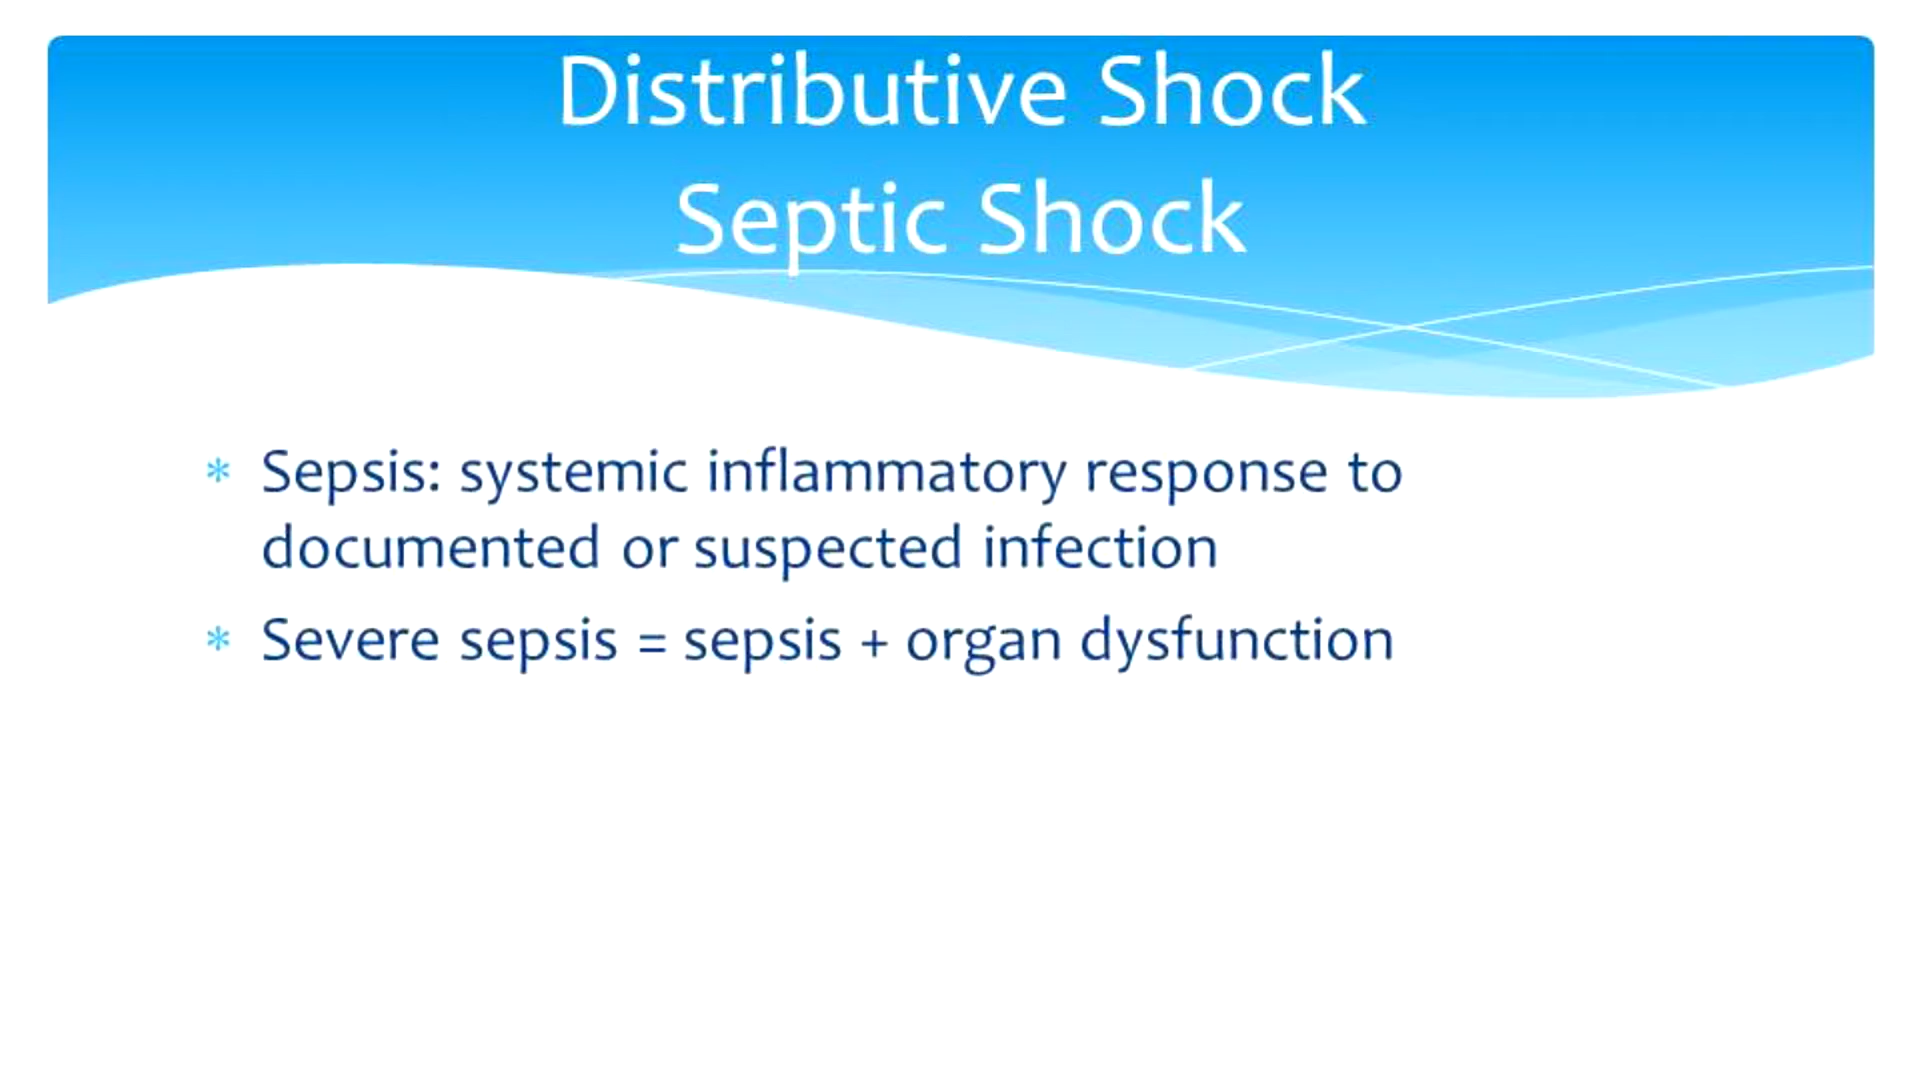 Distributive Shock
Septic Shock
* Sepsis: systemic inflammatory response to
documented or suspected infection
* Severe sepsis = sepsis + organ dysfunction